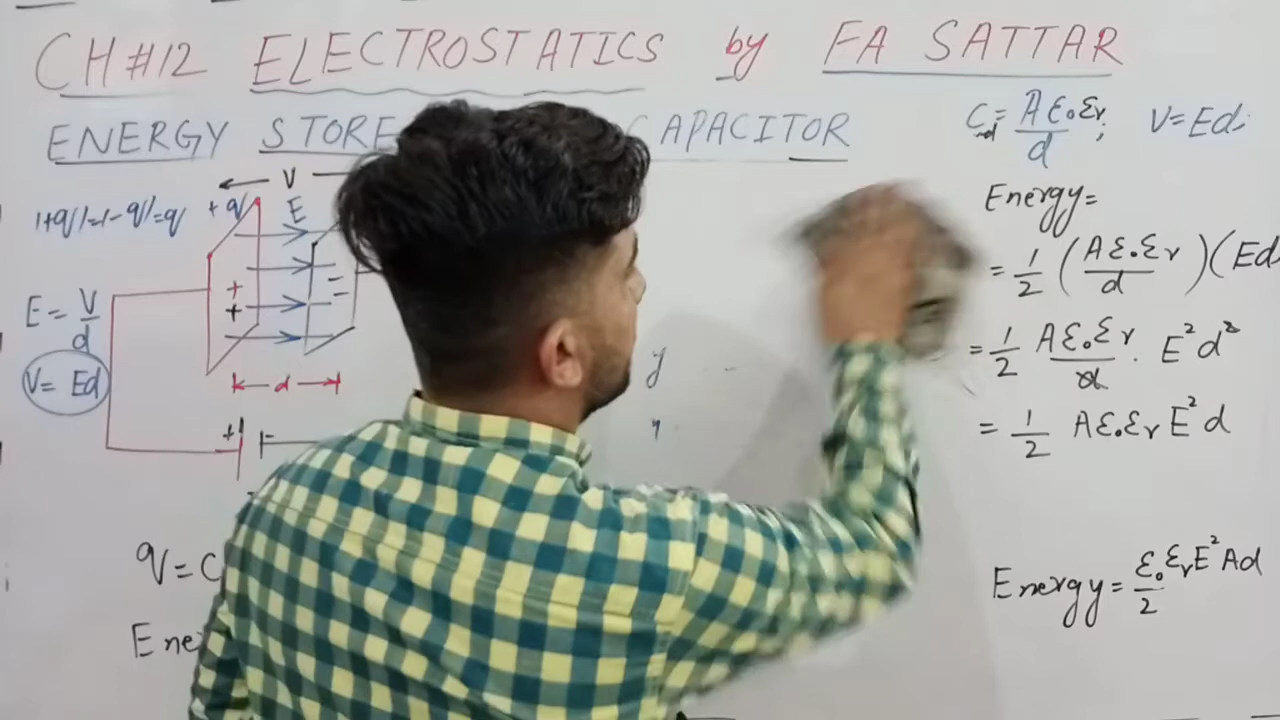 CH#12 ELECTROSTATICS by FA SATTAR
ENERGY STORE CAPACITOR
V
|+q|=|-q|=q
+q E
E = V/d
V = Ed
+ +
- -
d
+ -
q = C
Ene
C = Aε₀εr/d ; V=Ed;
Energy=
= 1/2 (Aε₀εr/d)(Ed
= 1/2 Aε₀εr/d . E²d²
= 1/2 Aε₀εr E²d
Energy = ε₀εrE²Ad/2